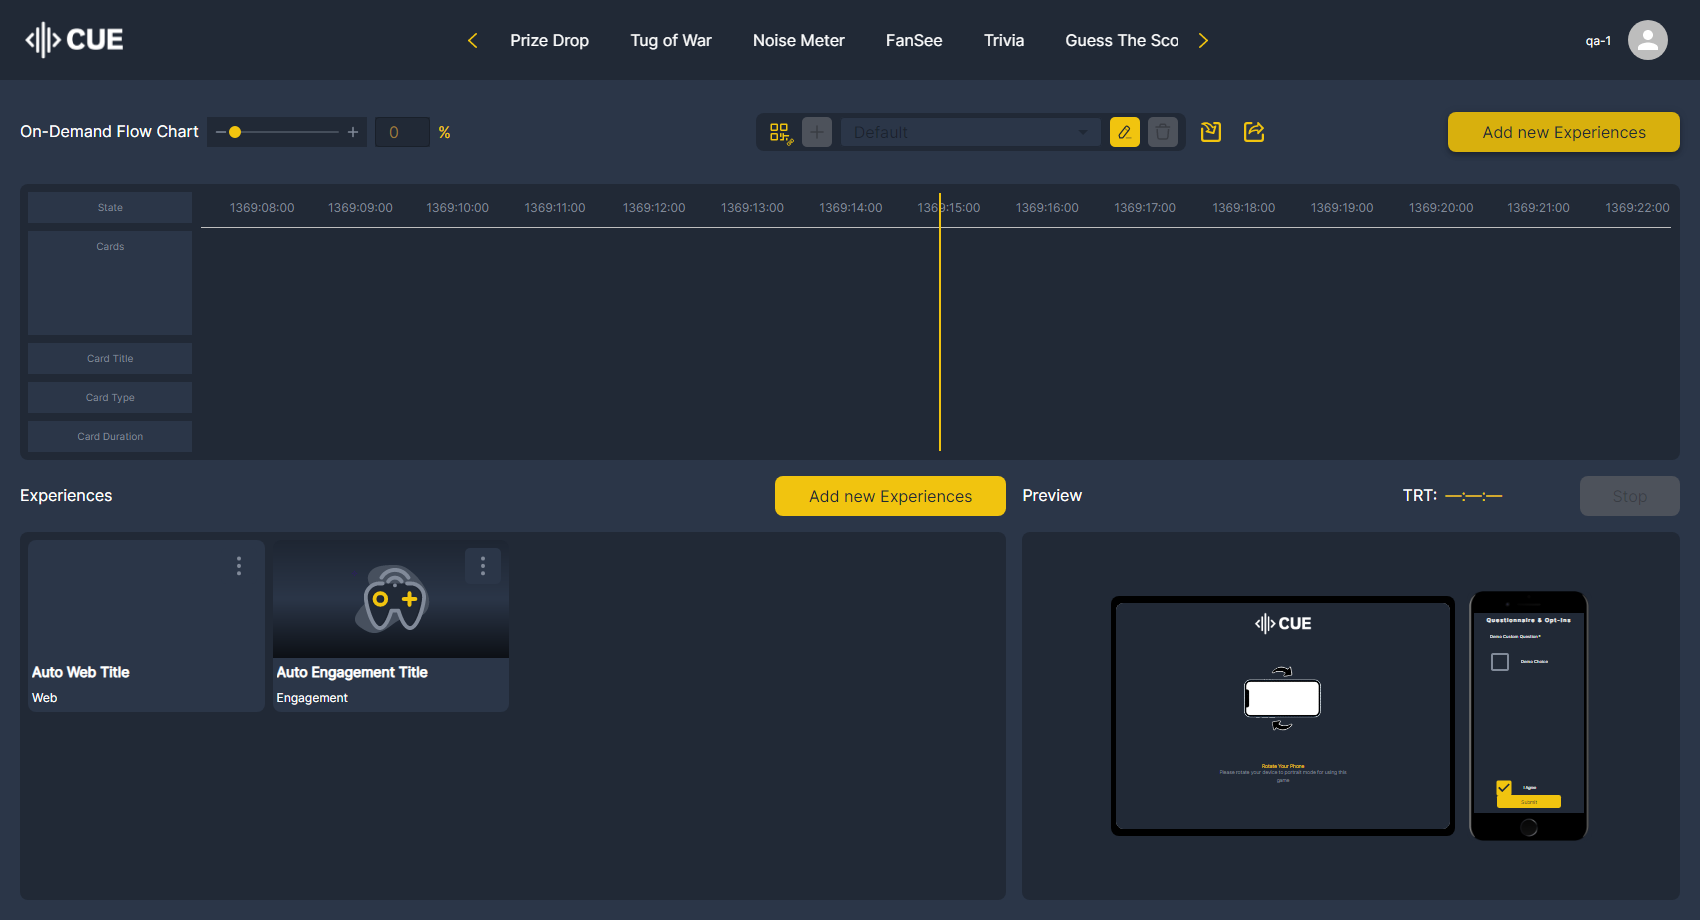 CUE
Prize Drop
Tug of War
Noise Meter
FanSee
Trivia
Guess The Sco
qa-1
On-Demand Flow Chart
0
%
Default
Add new Experiences
State
1369:08:00
1369:09:00
1369:10:00
1369:11:00
1369:12:00
1369:13:00
1369:14:00
1369:15:00
1369:16:00
1369:17:00
1369:18:00
1369:19:00
1369:20:00
1369:21:00
1369:22:00
Cards
Card Title
Card Type
Card Duration
Experiences
Add new Experiences
Preview
TRT: —:—:—
Stop
Auto Web Title
Web
Auto Engagement Title
Engagement
CUE
Rotate Your Phone
Please rotate your device to portrait mode for using this
game
Questionnaire & Opt-Ins
Demo Custom Question*
Demo Choice
I Agree
Submit